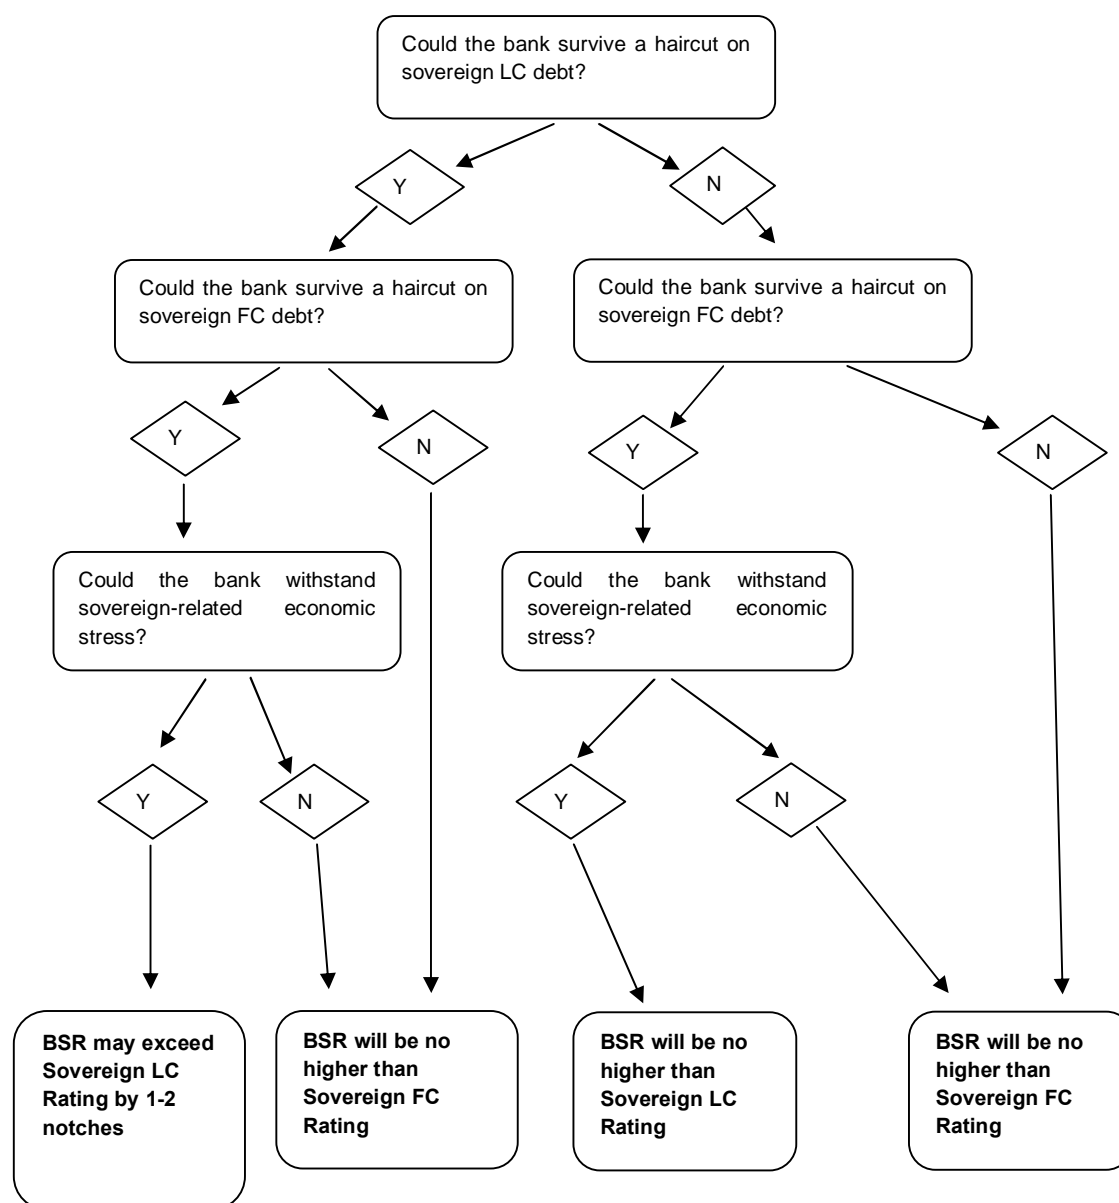 Could the bank survive a haircut on
sovereign LC debt?
Y
N
Could the bank survive a haircut on
sovereign FC debt?
Could the bank survive a haircut on
sovereign FC debt?
Y
N
Y
N
Could the bank withstand
sovereign-related economic
stress?
Could the bank withstand
sovereign-related economic
stress?
Y
N
Y
N
BSR may exceed
Sovereign LC
Rating by 1-2
notches
BSR will be no
higher than
Sovereign FC
Rating
BSR will be no
higher than
Sovereign LC
Rating
BSR will be no
higher than
Sovereign FC
Rating